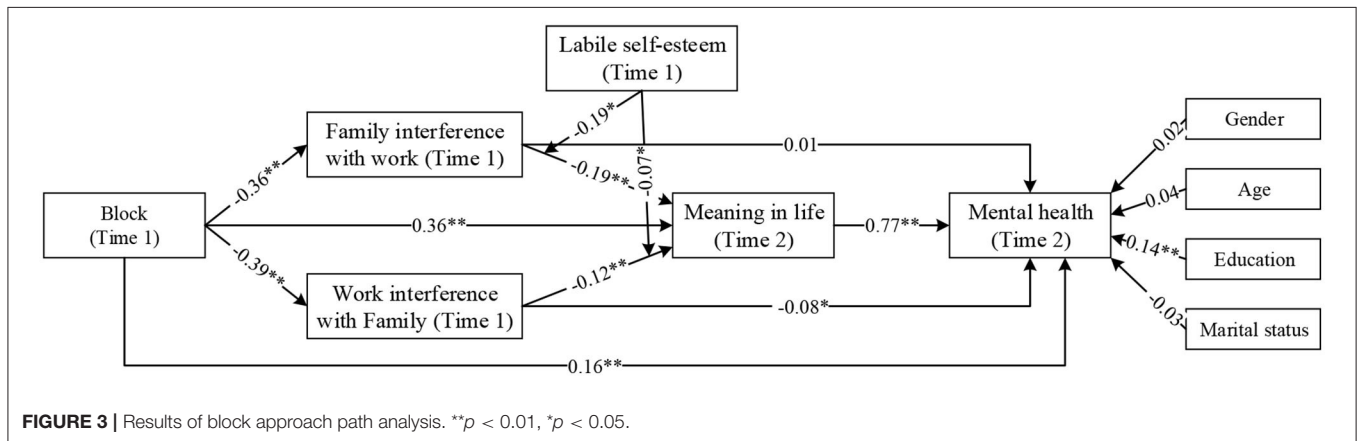 Labile self-esteem
(Time 1)
-0.19*
-0.07*
Family interference
with work (Time 1)
0.01
-0.19**
-0.36**
Block
(Time 1)
0.36**
Meaning in life
(Time 2)
0.77**
Mental health
(Time 2)
-0.39**
Work interference
with Family (Time 1)
-0.12**
-0.08*
0.16**
0.02
Gender
0.04
Age
0.14**
Education
-0.03
Marital status
FIGURE 3 | Results of block approach path analysis. **p < 0.01, *p < 0.05.